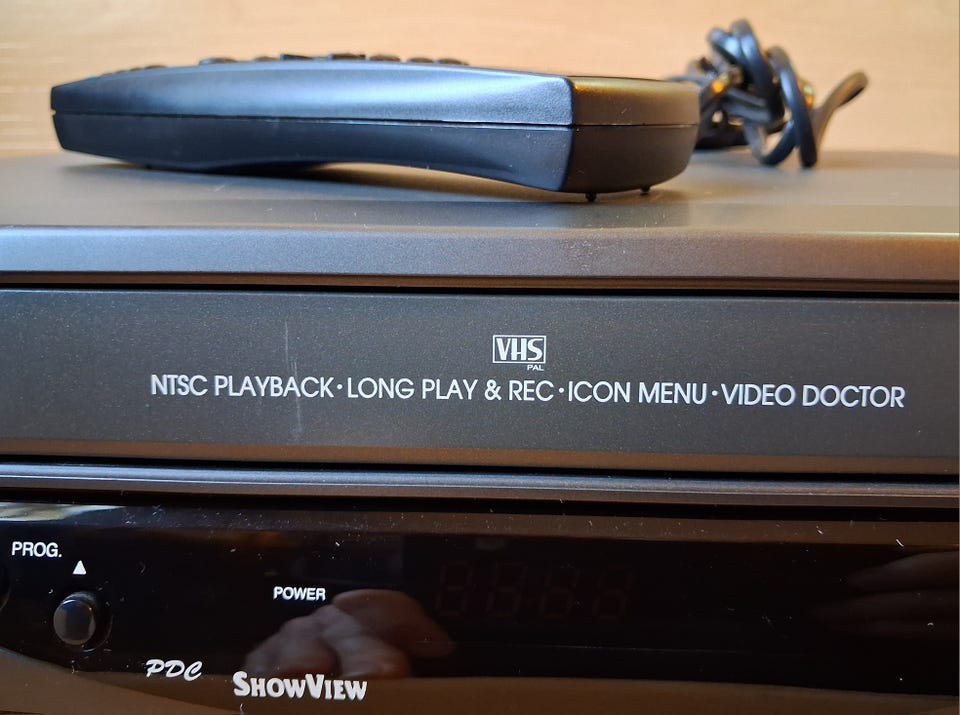 VHS
PAL
NTSC PLAYBACK·LONG PLAY & REC·ICON MENU·VIDEO DOCTOR
PROG.
POWER
PDC
SHOWVIEW